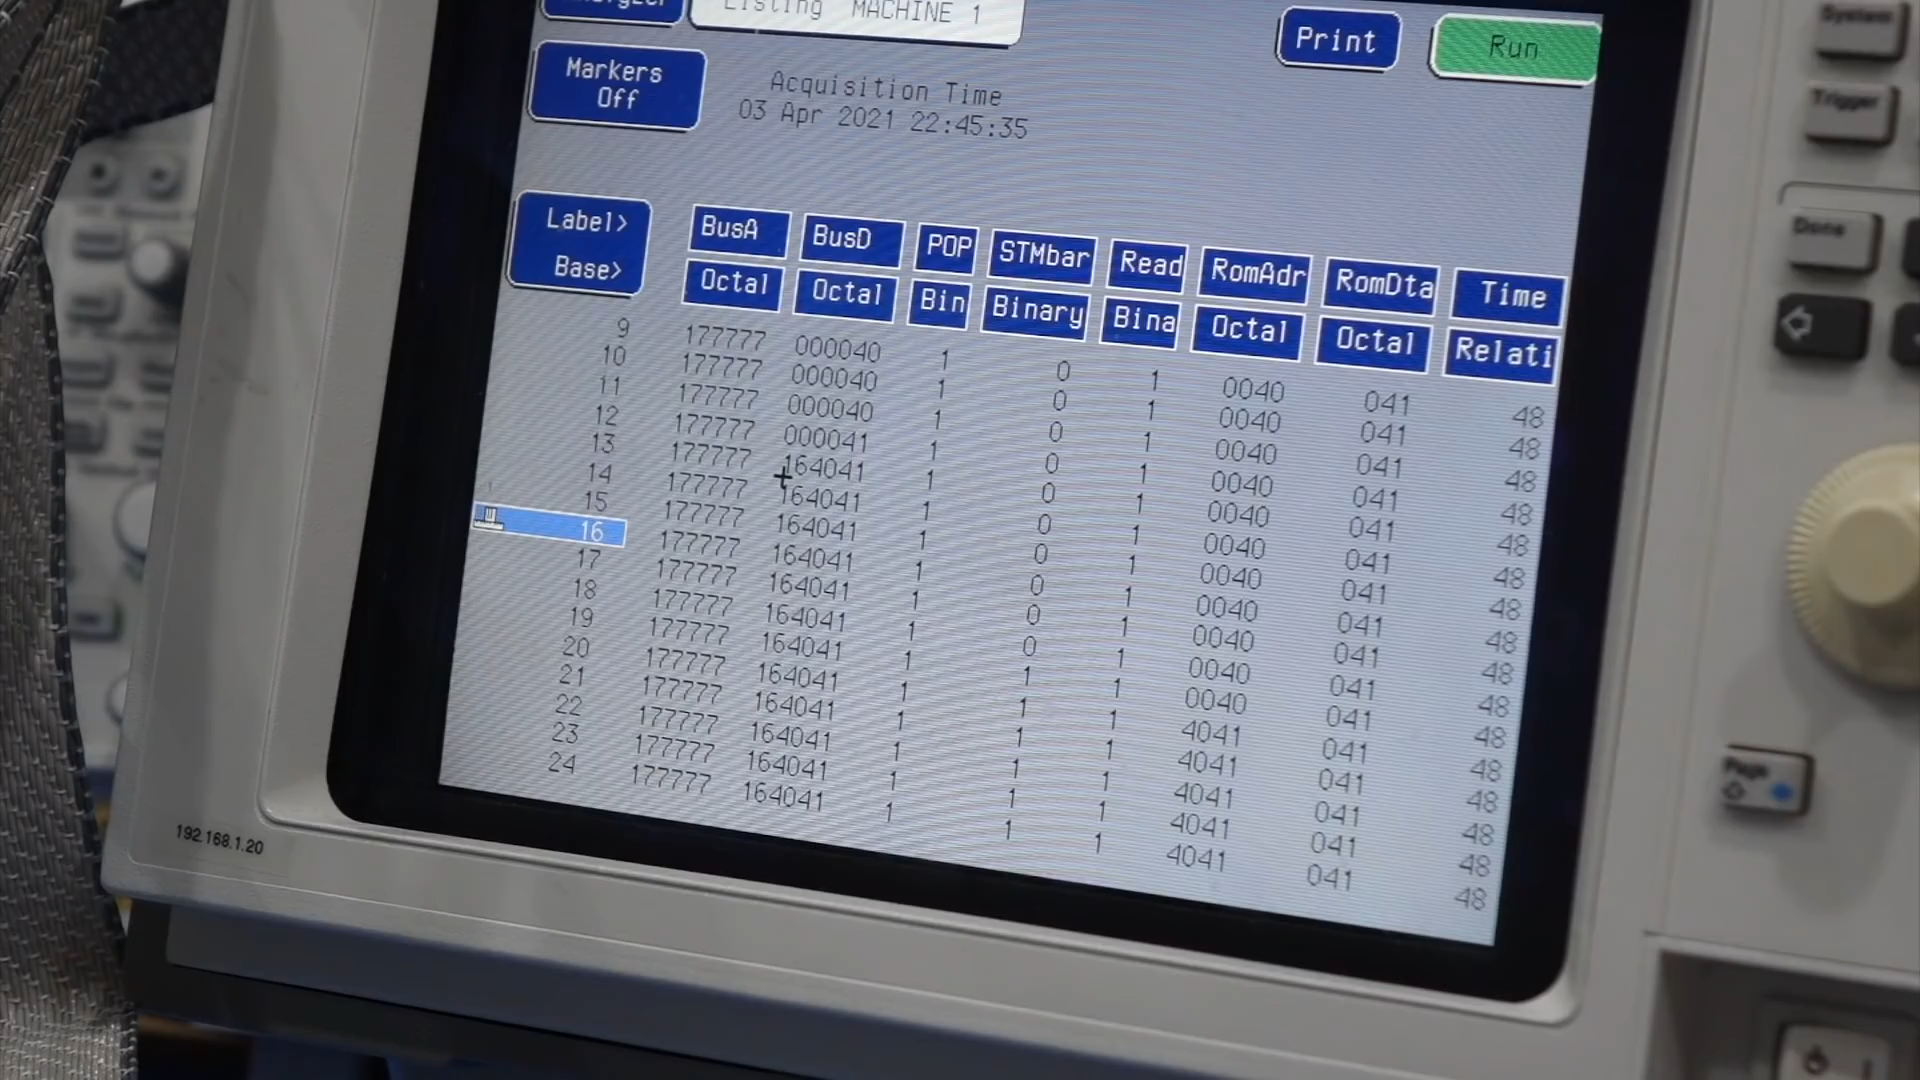 Analyzer
Listing MACHINE 1
Print
Run
Markers
Off
Acquisition Time
03 Apr 2021 22:45:35
Label>
Base>
BusA BusD POP STMbar Read RomAdr RomDta Time
Octal Octal Bin Binary Bina Octal Octal Relati
9 177777 000040 1 0 1 0040 041 48
10 177777 000040 1 0 1 0040 041 48
11 177777 000040 1 0 1 0040 041 48
12 177777 000041 1 0 1 0040 041 48
13 177777 164041 1 0 1 0040 041 48
14 177777 164041 1 0 1 0040 041 48
15 177777 164041 1 0 1 0040 041 48
16 177777 164041 1 0 1 0040 041 48
17 177777 164041 1 0 1 0040 041 48
18 177777 164041 1 0 1 0040 041 48
19 177777 164041 1 1 1 0040 041 48
20 177777 164041 1 1 1 4041 041 48
21 177777 164041 1 1 1 4041 041 48
22 177777 164041 1 1 1 4041 041 48
23 177777 164041 1 1 1 4041 041 48
24 177777 164041 1 1 1 4041 041 48
192.168.1.20
System
Trigger
Done
Page